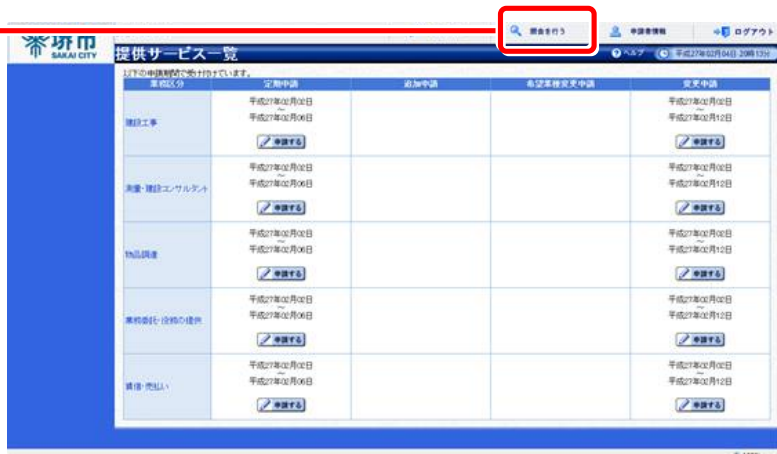 照会を行う 申請者情報 ログアウト
堺市
SAKAI CITY
提供サービス一覧
ヘルプ 平成27年02月04日 20時13分
以下の申請期間で受け付けています。
業務区分 定期申請 追加申請 希望業種変更申請 変更申請
建設工事
平成27年02月02日
～
平成27年02月06日
申請する
平成27年02月02日
～
平成27年02月12日
申請する
測量・建設コンサルタント
平成27年02月02日
～
平成27年02月06日
申請する
平成27年02月02日
～
平成27年02月12日
申請する
物品調達
平成27年02月02日
～
平成27年02月06日
申請する
平成27年02月02日
～
平成27年02月12日
申請する
業務委託・役務の提供
平成27年02月02日
～
平成27年02月06日
申請する
平成27年02月02日
～
平成27年02月12日
申請する
賃借・売払い
平成27年02月02日
～
平成27年02月06日
申請する
平成27年02月02日
～
平成27年02月12日
申請する